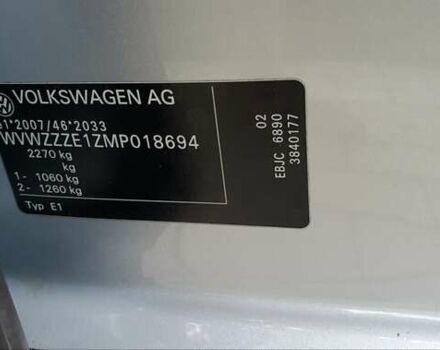 VOLKSWAGEN AG
e1*2007/46*2033
WVWZZZE1ZMP018694
2270 kg
kg
1- 1060 kg
2- 1260 kg
Typ E1
02
EBJC 6890
3840177